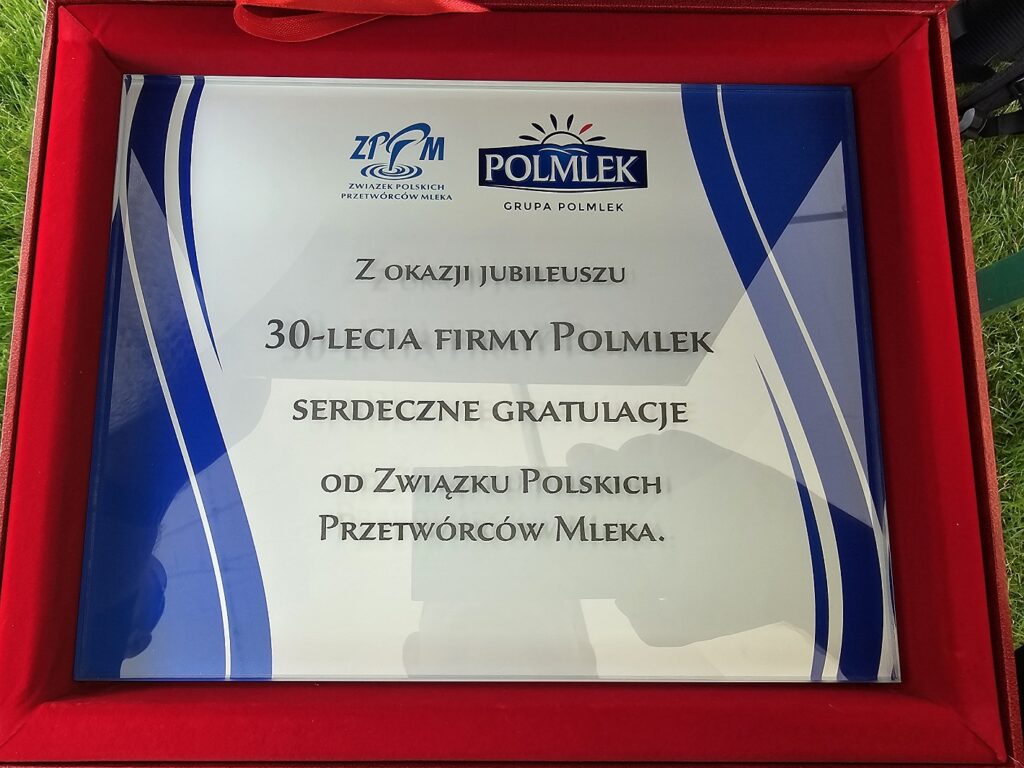 ZPPM
ZWIĄZEK POLSKICH
PRZETWÓRCÓW MLEKA
POLMLEK
GRUPA POLMLEK
Z OKAZJI JUBILEUSZU
30-LECIA FIRMY POLMLEK
SERDECZNE GRATULACJE
OD ZWIĄZKU POLSKICH
PRZETWÓRCÓW MLEKA.